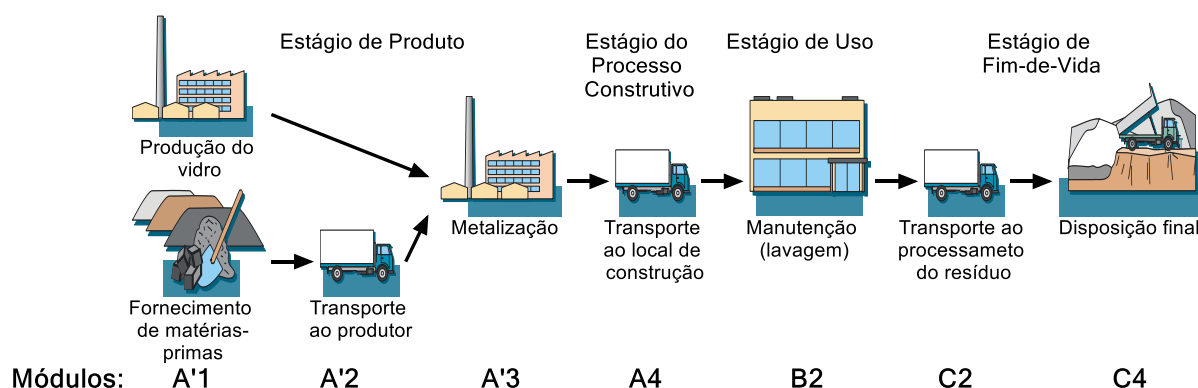 Estágio de Produto
Estágio do
Processo
Construtivo
Estágio de Uso
Estágio de
Fim-de-Vida
Produção do
vidro
Fornecimento
de matérias-
primas
Transporte
ao produtor
Metalização
Transporte
ao local de
construção
Manutenção
(lavagem)
Transporte ao
processameto
do resíduo
Disposição final
Módulos: A'1 A'2 A'3 A4 B2 C2 C4